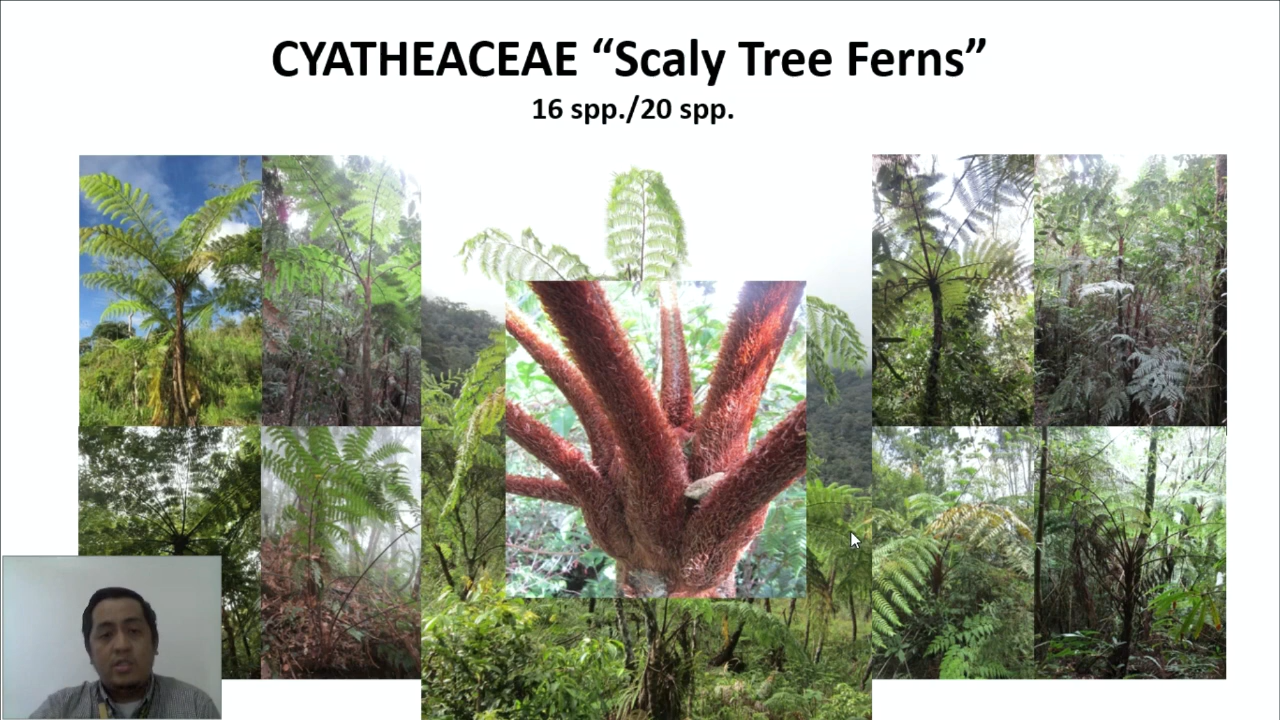 CYATHEACEAE “Scaly Tree Ferns”
16 spp./20 spp.